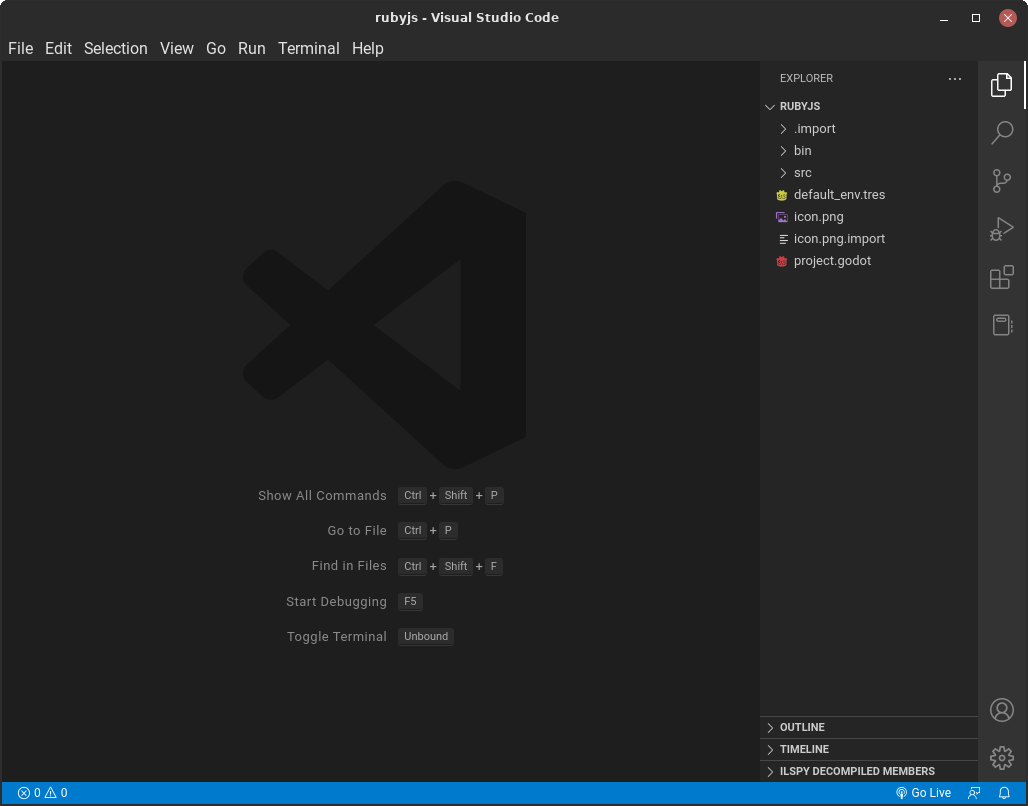 rubyjs - Visual Studio Code
File Edit Selection View Go Run Terminal Help
EXPLORER
RUBYJS
.import
bin
src
default_env.tres
icon.png
icon.png.import
project.godot
Show All Commands Ctrl + Shift + P
Go to File Ctrl + P
Find in Files Ctrl + Shift + F
Start Debugging F5
Toggle Terminal Unbound
OUTLINE
TIMELINE
ILSPY DECOMPILED MEMBERS
0 0 Go Live